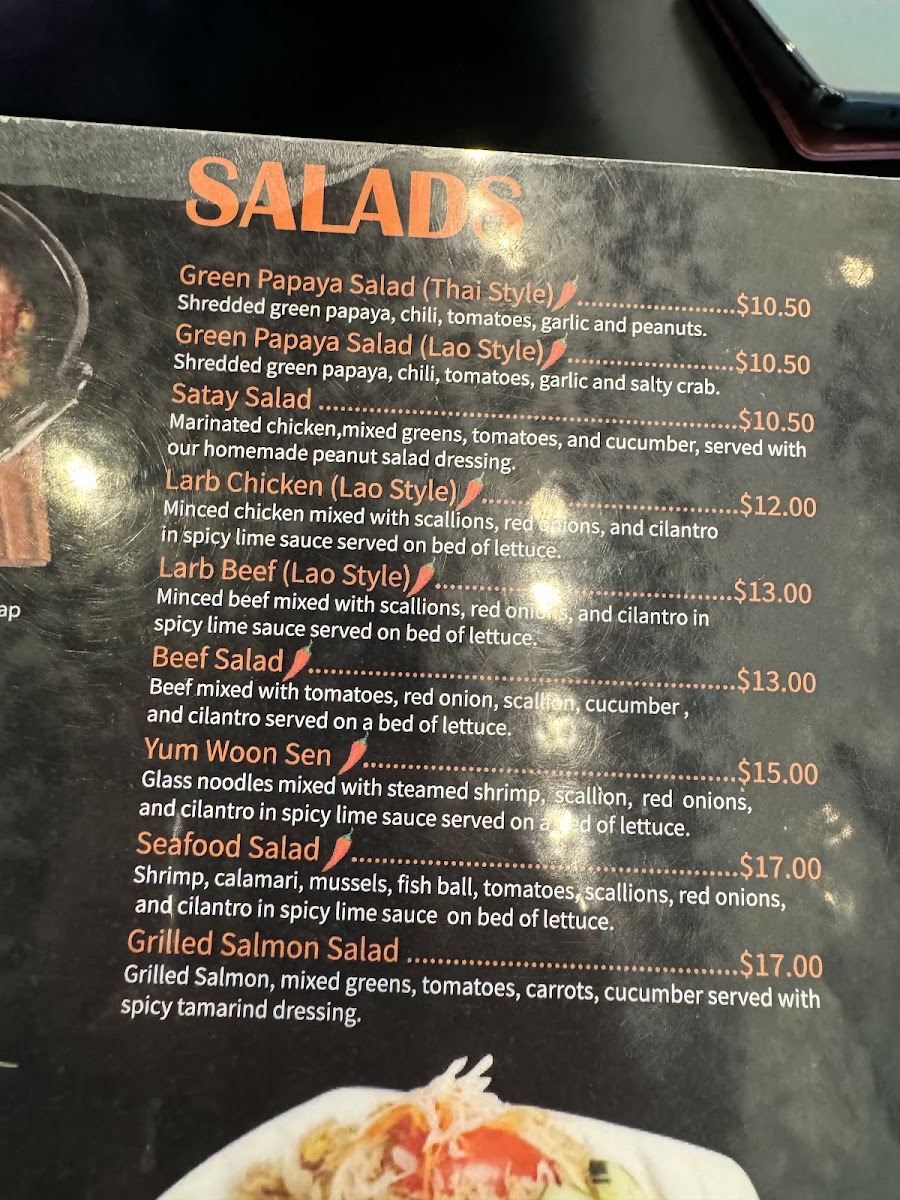 SALADS
Green Papaya Salad (Thai Style)..............................$10.50
Shredded green papaya, chili, tomatoes, garlic and peanuts.
Green Papaya Salad (Lao Style)..............................$10.50
Shredded green papaya, chili, tomatoes, garlic and salty crab.
Satay Salad ..............................$10.50
Marinated chicken,mixed greens, tomatoes, and cucumber, served with
our homemade peanut salad dressing.
Larb Chicken (Lao Style)..............................$12.00
Minced chicken mixed with scallions, red onions, and cilantro
in spicy lime sauce served on bed of lettuce.
Larb Beef (Lao Style)..............................$13.00
Minced beef mixed with scallions, red onions, and cilantro in
spicy lime sauce served on bed of lettuce.
Beef Salad..............................$13.00
Beef mixed with tomatoes, red onion, scallion, cucumber ,
and cilantro served on a bed of lettuce.
Yum Woon Sen ..............................$15.00
Glass noodles mixed with steamed shrimp, scallion, red onions,
and cilantro in spicy lime sauce served on a bed of lettuce.
Seafood Salad ..............................$17.00
Shrimp, calamari, mussels, fish ball, tomatoes, scallions, red onions,
and cilantro in spicy lime sauce on bed of lettuce.
Grilled Salmon Salad ..............................$17.00
Grilled Salmon, mixed greens, tomatoes, carrots, cucumber served with
spicy tamarind dressing.